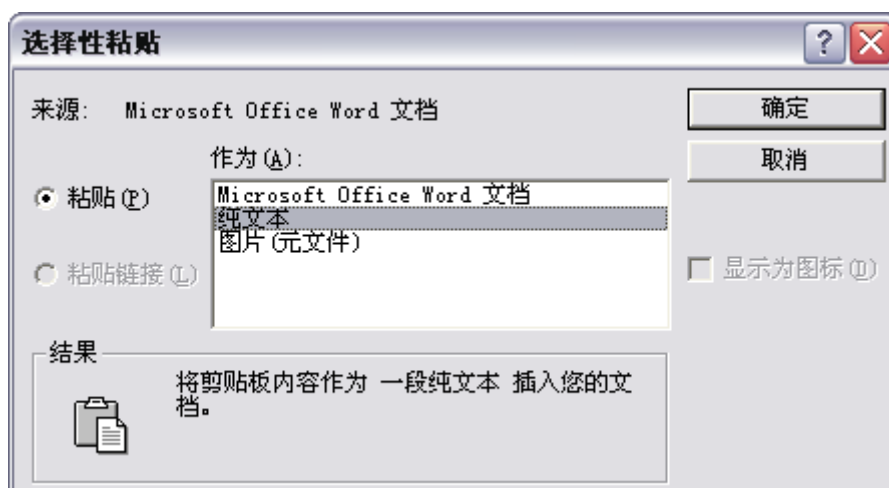 选择性粘贴
来源: Microsoft Office Word 文档
确定
作为(A):
取消
粘贴(P)
Microsoft Office Word 文档
纯文本
图片(元文件)
粘贴链接(L)
显示为图标(D)
结果
将剪贴板内容作为 一段纯文本 插入您的文
档。